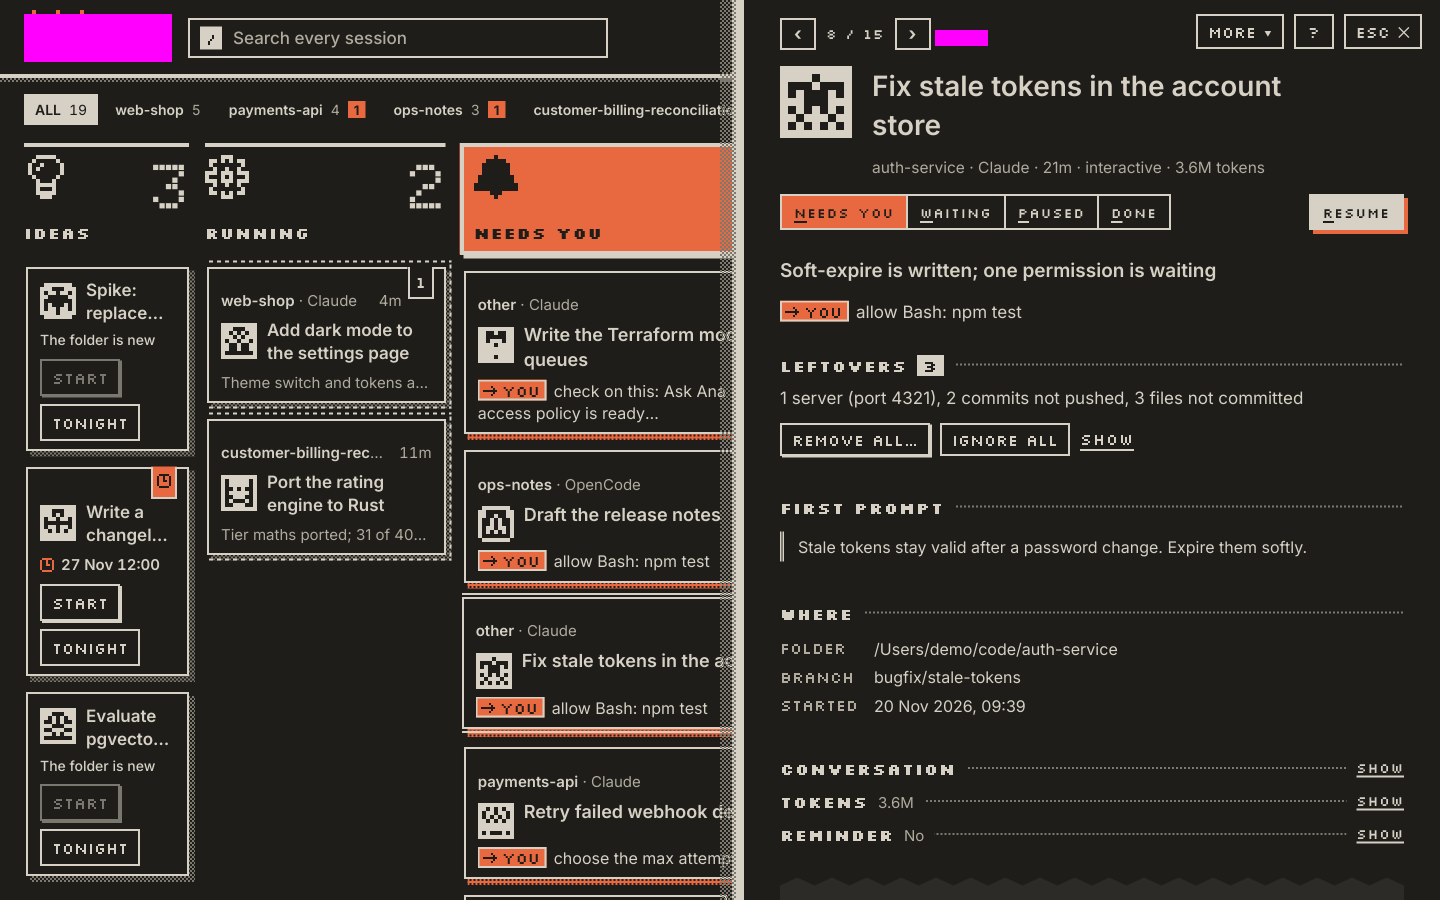 / Search every session
ALL 19 web-shop 5 payments-api 4 1 ops-notes 3 1
3
IDEAS
2
RUNNING
NEEDS YOU
Spike:
replace...
The folder is new
START
TONIGHT
Write a
changel...
27 Nov 12:00
START
TONIGHT
Evaluate
pgvecto...
The folder is new
START
TONIGHT
1
web-shop · Claude 4m
Add dark mode to
the settings page
Theme switch and tokens a...
customer-billing-rec... 11m
Port the rating
engine to Rust
Tier maths ported; 31 of 40...
other · Claude
Write the Terraform
queues
→ YOU check on this: Ask Ana
access policy is ready...
ops-notes · OpenCode
Draft the release notes
→ YOU allow Bash: npm test
other · Claude
Fix stale tokens in the
→ YOU allow Bash: npm test
payments-api · Claude
Retry failed webhook
→ YOU choose the max
‹ 8 / 15 › MORE ▾ ? ESC ×
Fix stale tokens in the account
store
auth-service · Claude · 21m · interactive · 3.6M tokens
NEEDS YOU WAITING PAUSED DONE RESUME
Soft-expire is written; one permission is waiting
→ YOU allow Bash: npm test
LEFTOVERS 3
1 server (port 4321), 2 commits not pushed, 3 files not committed
REMOVE ALL... IGNORE ALL SHOW
FIRST PROMPT
Stale tokens stay valid after a password change. Expire them softly.
WHERE
FOLDER /Users/demo/code/auth-service
BRANCH bugfix/stale-tokens
STARTED 20 Nov 2026, 09:39
CONVERSATION SHOW
TOKENS 3.6M SHOW
REMINDER No SHOW